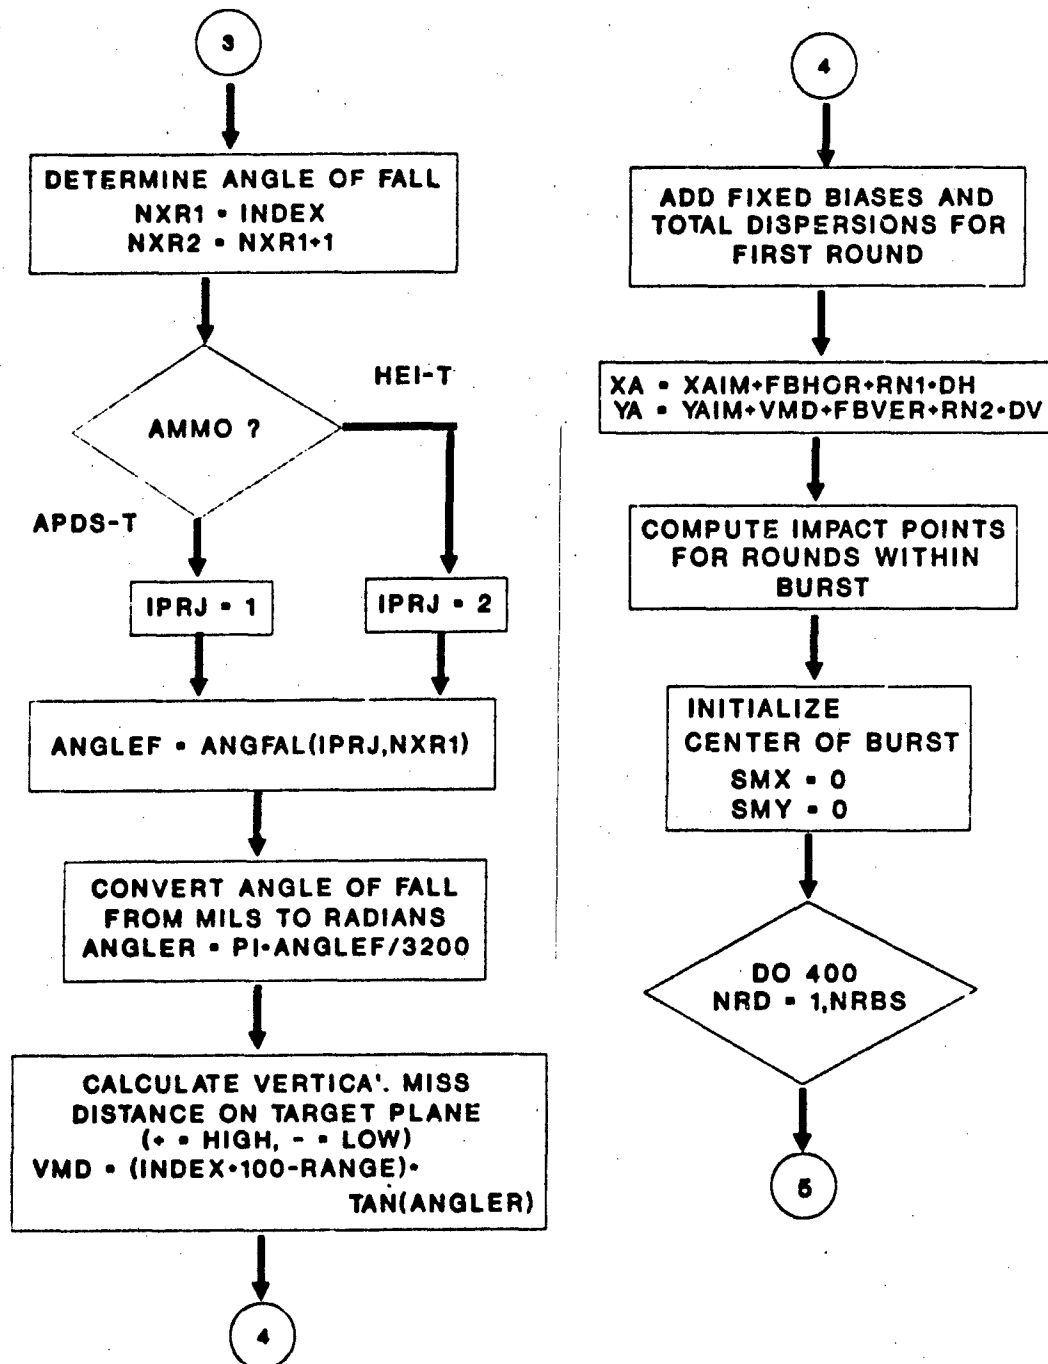 3
DETERMINE ANGLE OF FALL
NXR1 = INDEX
NXR2 = NXR1+1
AMMO ?
HEI-T
APDS-T
IPRJ = 1
IPRJ = 2
ANGLEF = ANGFAL(IPRJ,NXR1)
CONVERT ANGLE OF FALL
FROM MILS TO RADIANS
ANGLER = PI*ANGLEF/3200
CALCULATE VERTICA'. MISS
DISTANCE ON TARGET PLANE
(+ = HIGH, - = LOW)
VMD = (INDEX*100-RANGE)*
TAN(ANGLER)
4
4
ADD FIXED BIASES AND
TOTAL DISPERSIONS FOR
FIRST ROUND
XA = XAIM+FBHOR+RN1*DH
YA = YAIM+VMD+FBVER+RN2*DV
COMPUTE IMPACT POINTS
FOR ROUNDS WITHIN
BURST
INITIALIZE
CENTER OF BURST
SMX = 0
SMY = 0
DO 400
NRD = 1,NRBS
5